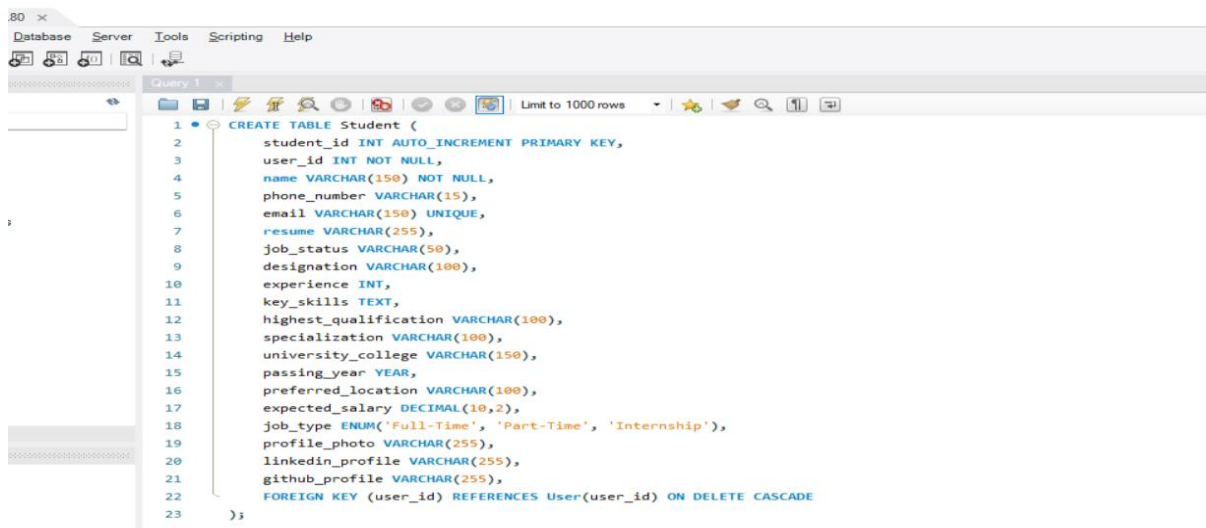 .80 ×
Database Server Tools Scripting Help
Query 1 ×
Limit to 1000 rows
1 CREATE TABLE Student (
2 student_id INT AUTO_INCREMENT PRIMARY KEY,
3 user_id INT NOT NULL,
4 name VARCHAR(150) NOT NULL,
5 phone_number VARCHAR(15),
s
6 email VARCHAR(150) UNIQUE,
7 resume VARCHAR(255),
8 job_status VARCHAR(50),
9 designation VARCHAR(100),
10 experience INT,
11 key_skills TEXT,
12 highest_qualification VARCHAR(100),
13 specialization VARCHAR(100),
14 university_college VARCHAR(150),
15 passing_year YEAR,
16 preferred_location VARCHAR(100),
17 expected_salary DECIMAL(10,2),
18 job_type ENUM('Full-Time', 'Part-Time', 'Internship'),
19 profile_photo VARCHAR(255),
20 linkedin_profile VARCHAR(255),
21 github_profile VARCHAR(255),
22 FOREIGN KEY (user_id) REFERENCES User(user_id) ON DELETE CASCADE
23 );